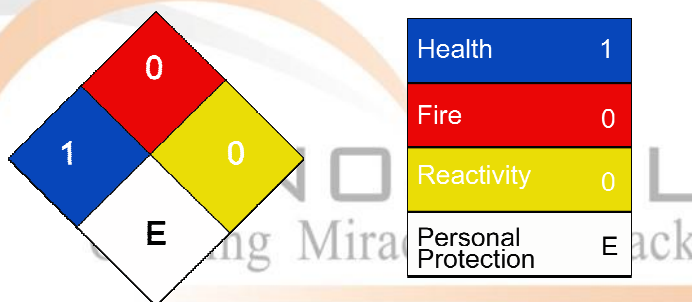 0
1
0
E
Health 1
Fire 0
Reactivity 0
Personal
Protection E